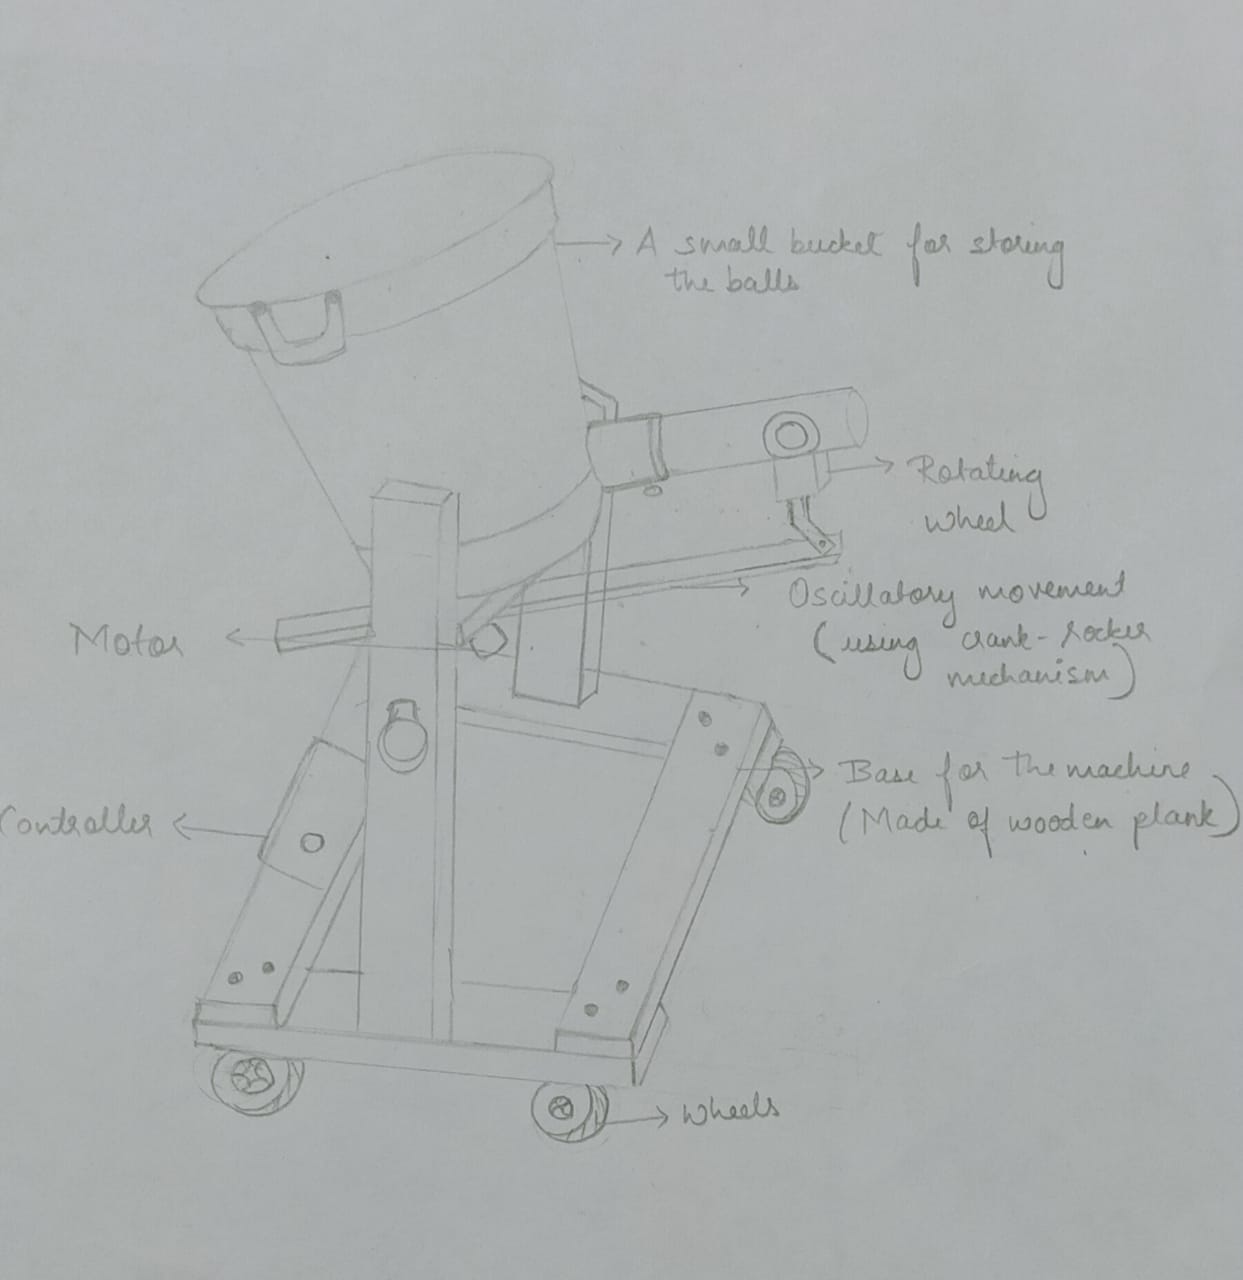 A small bucket for storing
the balls
Rotating
wheel
Oscillatory movement
(using crank-rocker
mechanism)
Motor
Base for the machine
(Made of wooden plank)
Controller
Wheels